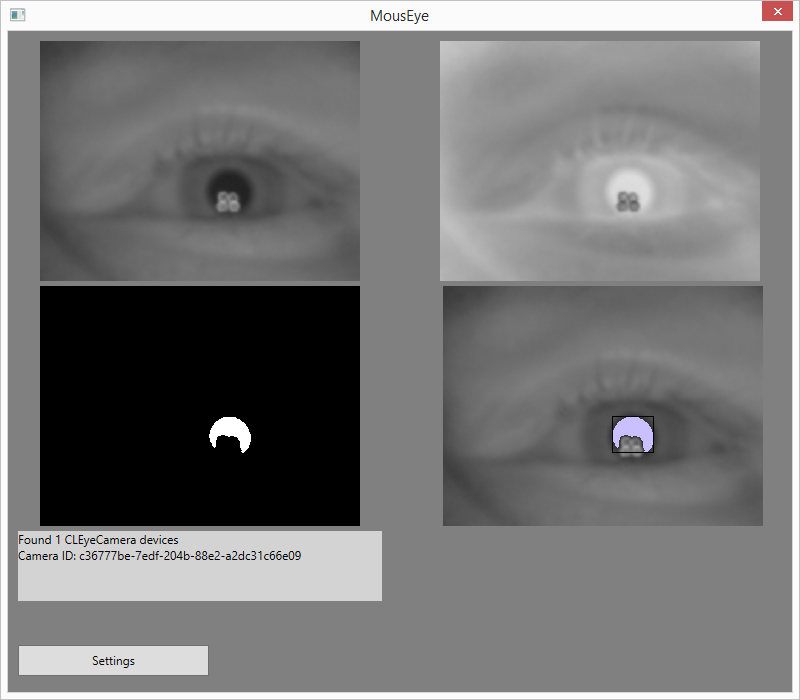 MousEye
Found 1 CLEyeCamera devices
Camera ID: c36777be-7edf-204b-88e2-a2dc31c66e09
Settings